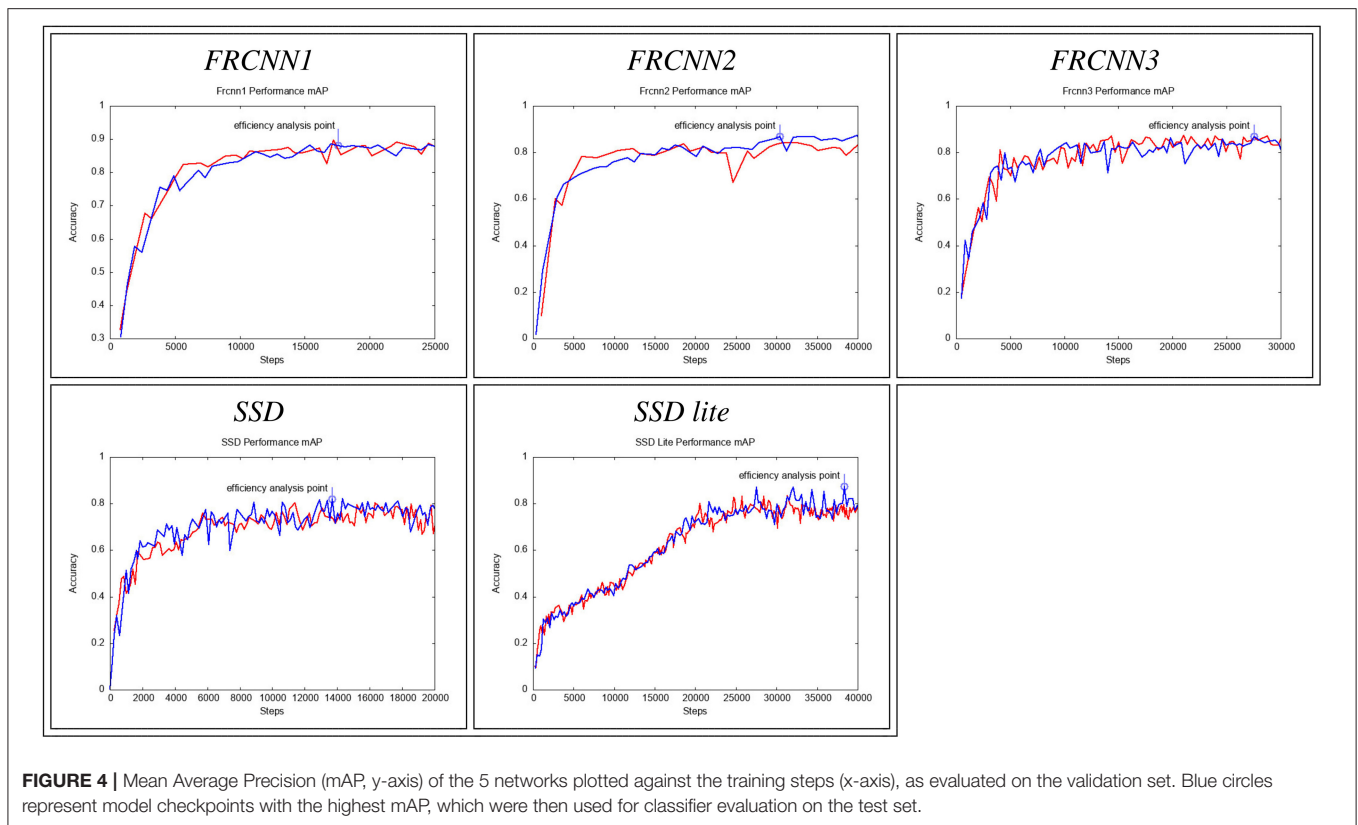 FRCNN1
Frcnn1 Performance mAP
efficiency analysis point
Accuracy
1
0.9
0.8
0.7
0.6
0.5
0.4
0.3
0 5000 10000 15000 20000 25000
Steps
FRCNN2
Frcnn2 Performance mAP
efficiency analysis point
Accuracy
1
0.8
0.6
0.4
0.2
0
0 5000 10000 15000 20000 25000 30000 35000 40000
Steps
FRCNN3
Frcnn3 Performance mAP
efficiency analysis point
Accuracy
1
0.8
0.6
0.4
0.2
0
0 5000 10000 15000 20000 25000 30000
Steps
SSD
SSD Performance mAP
efficiency analysis point
Accuracy
1
0.8
0.6
0.4
0.2
0
0 2000 4000 6000 8000 10000 12000 14000 16000 18000 20000
Steps
SSD lite
SSD Lite Performance mAP
efficiency analysis point
Accuracy
1
0.8
0.6
0.4
0.2
0
0 5000 10000 15000 20000 25000 30000 35000 40000
Steps
FIGURE 4 | Mean Average Precision (mAP, y-axis) of the 5 networks plotted against the training steps (x-axis), as evaluated on the validation set. Blue circles
represent model checkpoints with the highest mAP, which were then used for classifier evaluation on the test set.